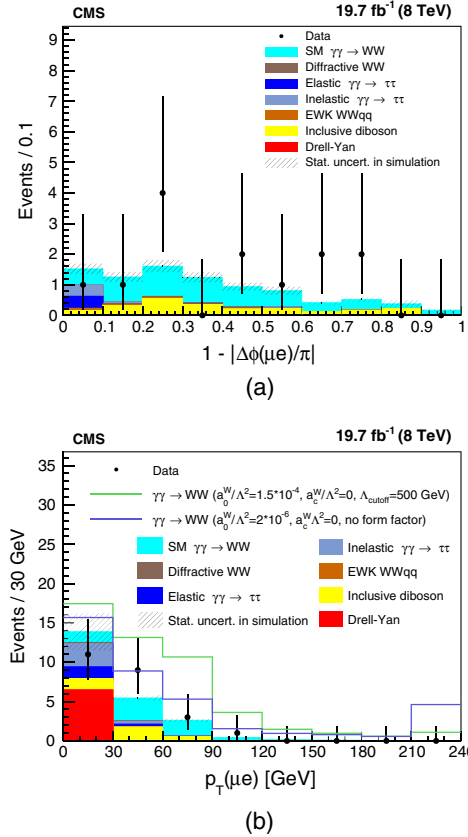 CMS 19.7 fb⁻¹ (8 TeV)
9
8
7
6
5
4
3
2
1
0
Events / 0.1
Data
SM γγ → WW
Diffractive WW
Elastic γγ → ττ
Inelastic γγ → ττ
EWK WWqq
Inclusive diboson
Drell-Yan
Stat. uncert. in simulation
0 0.1 0.2 0.3 0.4 0.5 0.6 0.7 0.8 0.9 1
1 - |Δϕ(μe)/π|
(a)
CMS 19.7 fb⁻¹ (8 TeV)
35
30
25
20
15
10
5
0
Events / 30 GeV
Data
γγ → WW (a₀ᵂ/Λ²=1.5*10⁻⁴, a_cᵂ/Λ²=0, Λ_cutoff=500 GeV)
γγ → WW (a₀ᵂ/Λ²=2*10⁻⁶, a_cᵂΛ²=0, no form factor)
SM γγ → WW Inelastic γγ → ττ
Diffractive WW EWK WWqq
Elastic γγ → ττ Inclusive diboson
Stat. uncert. in simulation Drell-Yan
0 30 60 90 120 150 180 210 240
p_T(μe) [GeV]
(b)